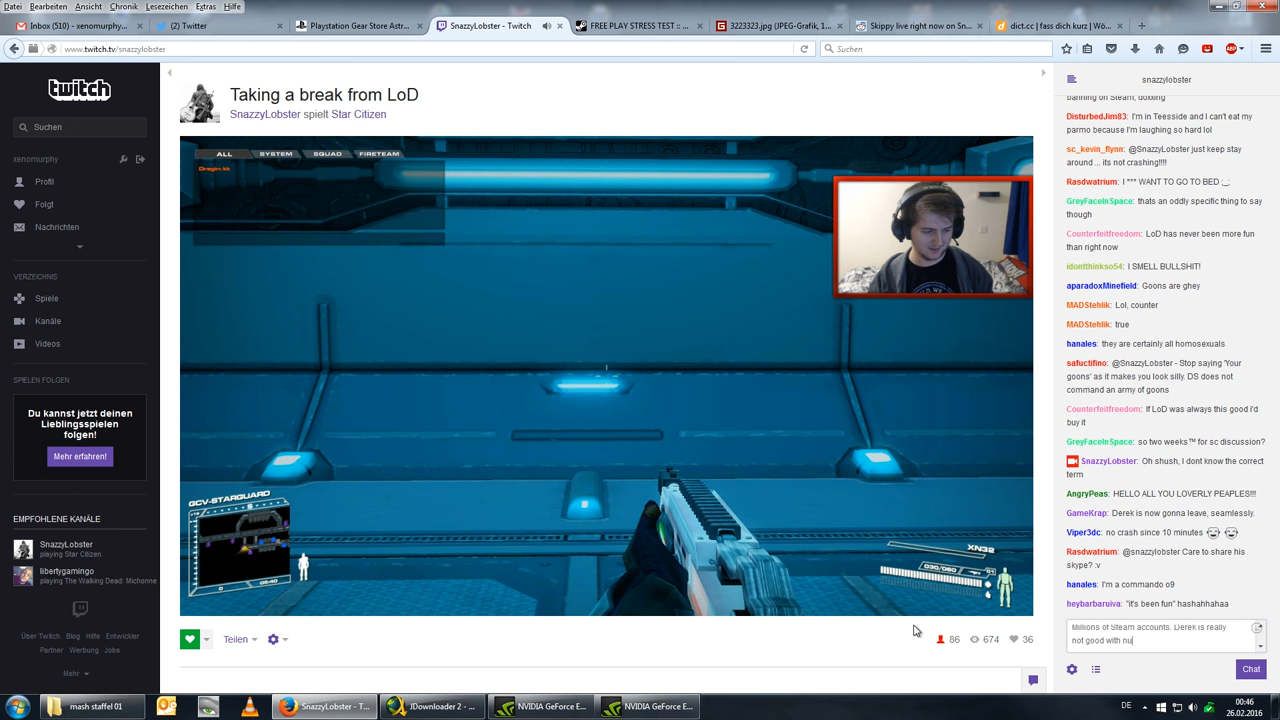 Datei Bearbeiten Ansicht Chronik Lesezeichen Extras Hilfe
Inbox (510) - xenomurphy...
Twitter
Playstation Gear Store Astr...
SnazzyLobster - Twitch
FREE PLAY STRESS TEST :: ...
3223323.jpg (JPEG-Grafik, 1...
Skippy live right now on Sn...
dict.cc | fass dich kurz | Wö...
www.twitch.tv/snazzylobster
Suchen
ABP
twitch
Suchen
xenomurphy
Profil
Folgt
Nachrichten
VERZEICHNIS
Spiele
Kanäle
Videos
SPIELEN FOLGEN
Du kannst jetzt deinen
Lieblingsspielen
folgen!
Mehr erfahren!
EMPFOHLENE KANÄLE
SnazzyLobster
playing Star Citizen
libertygamingo
playing The Walking Dead: Michonne
Über Twitch Blog Hilfe Entwickler
Partner Werbung Jobs
Mehr
Taking a break from LoD
SnazzyLobster spielt Star Citizen
ALL SYSTEM SQUAD FIRETEAM
GCV-STARGUARD
XN32
030/060
Teilen
86
674
36
snazzylobster
banning on Steam, doxxing
DisturbedJim83: I'm in Teesside and I can't eat my
parmo because I'm laughing so hard lol
sc_kevin_flynn: @SnazzyLobster just keep stay
around ... its not crashing!!!!
Rasdwatrium: I *** WANT TO GO TO BED ;_;
GreyFaceInSpace: thats an oddly specific thing to say
though
Counterfeitfreedom: LoD has never been more fun
than right now
idontthinkso54: I SMELL BULLSHIT!
aparadoxMinefield: Goons are ghey
MADStehlik: Lol, counter
MADStehlik: true
hanales: they are certainly all homosexuals
safuctifino: @SnazzyLobster - Stop saying 'Your
goons' as it makes you look silly. DS does not
command an army of goons
Counterfeitfreedom: If LoD was always this good i'd
buy it
GreyFaceInSpace: so two weeks™ for sc discussion?
SnazzyLobster: Oh shush, I dont know the correct
term
AngryPeas: HELLO ALL YOU LOVERLY PEAPLES!!!
GameKrap: Derek is now gonna leave, seamlessly.
Viper3dc: no crash since 10 minutes
Rasdwatrium: @snazzylobster Care to share his
skype? :v
hanales: I'm a commando o9
heybarbaruiva: "it's been fun" hashahhahaa
Millions of Steam accounts. Derek is really
not good with nu
Chat
mash staffel 01
SnazzyLobster - T...
JDownloader 2 - ...
NVIDIA GeForce E...
NVIDIA GeForce E...
DE
00:46
26.02.2016